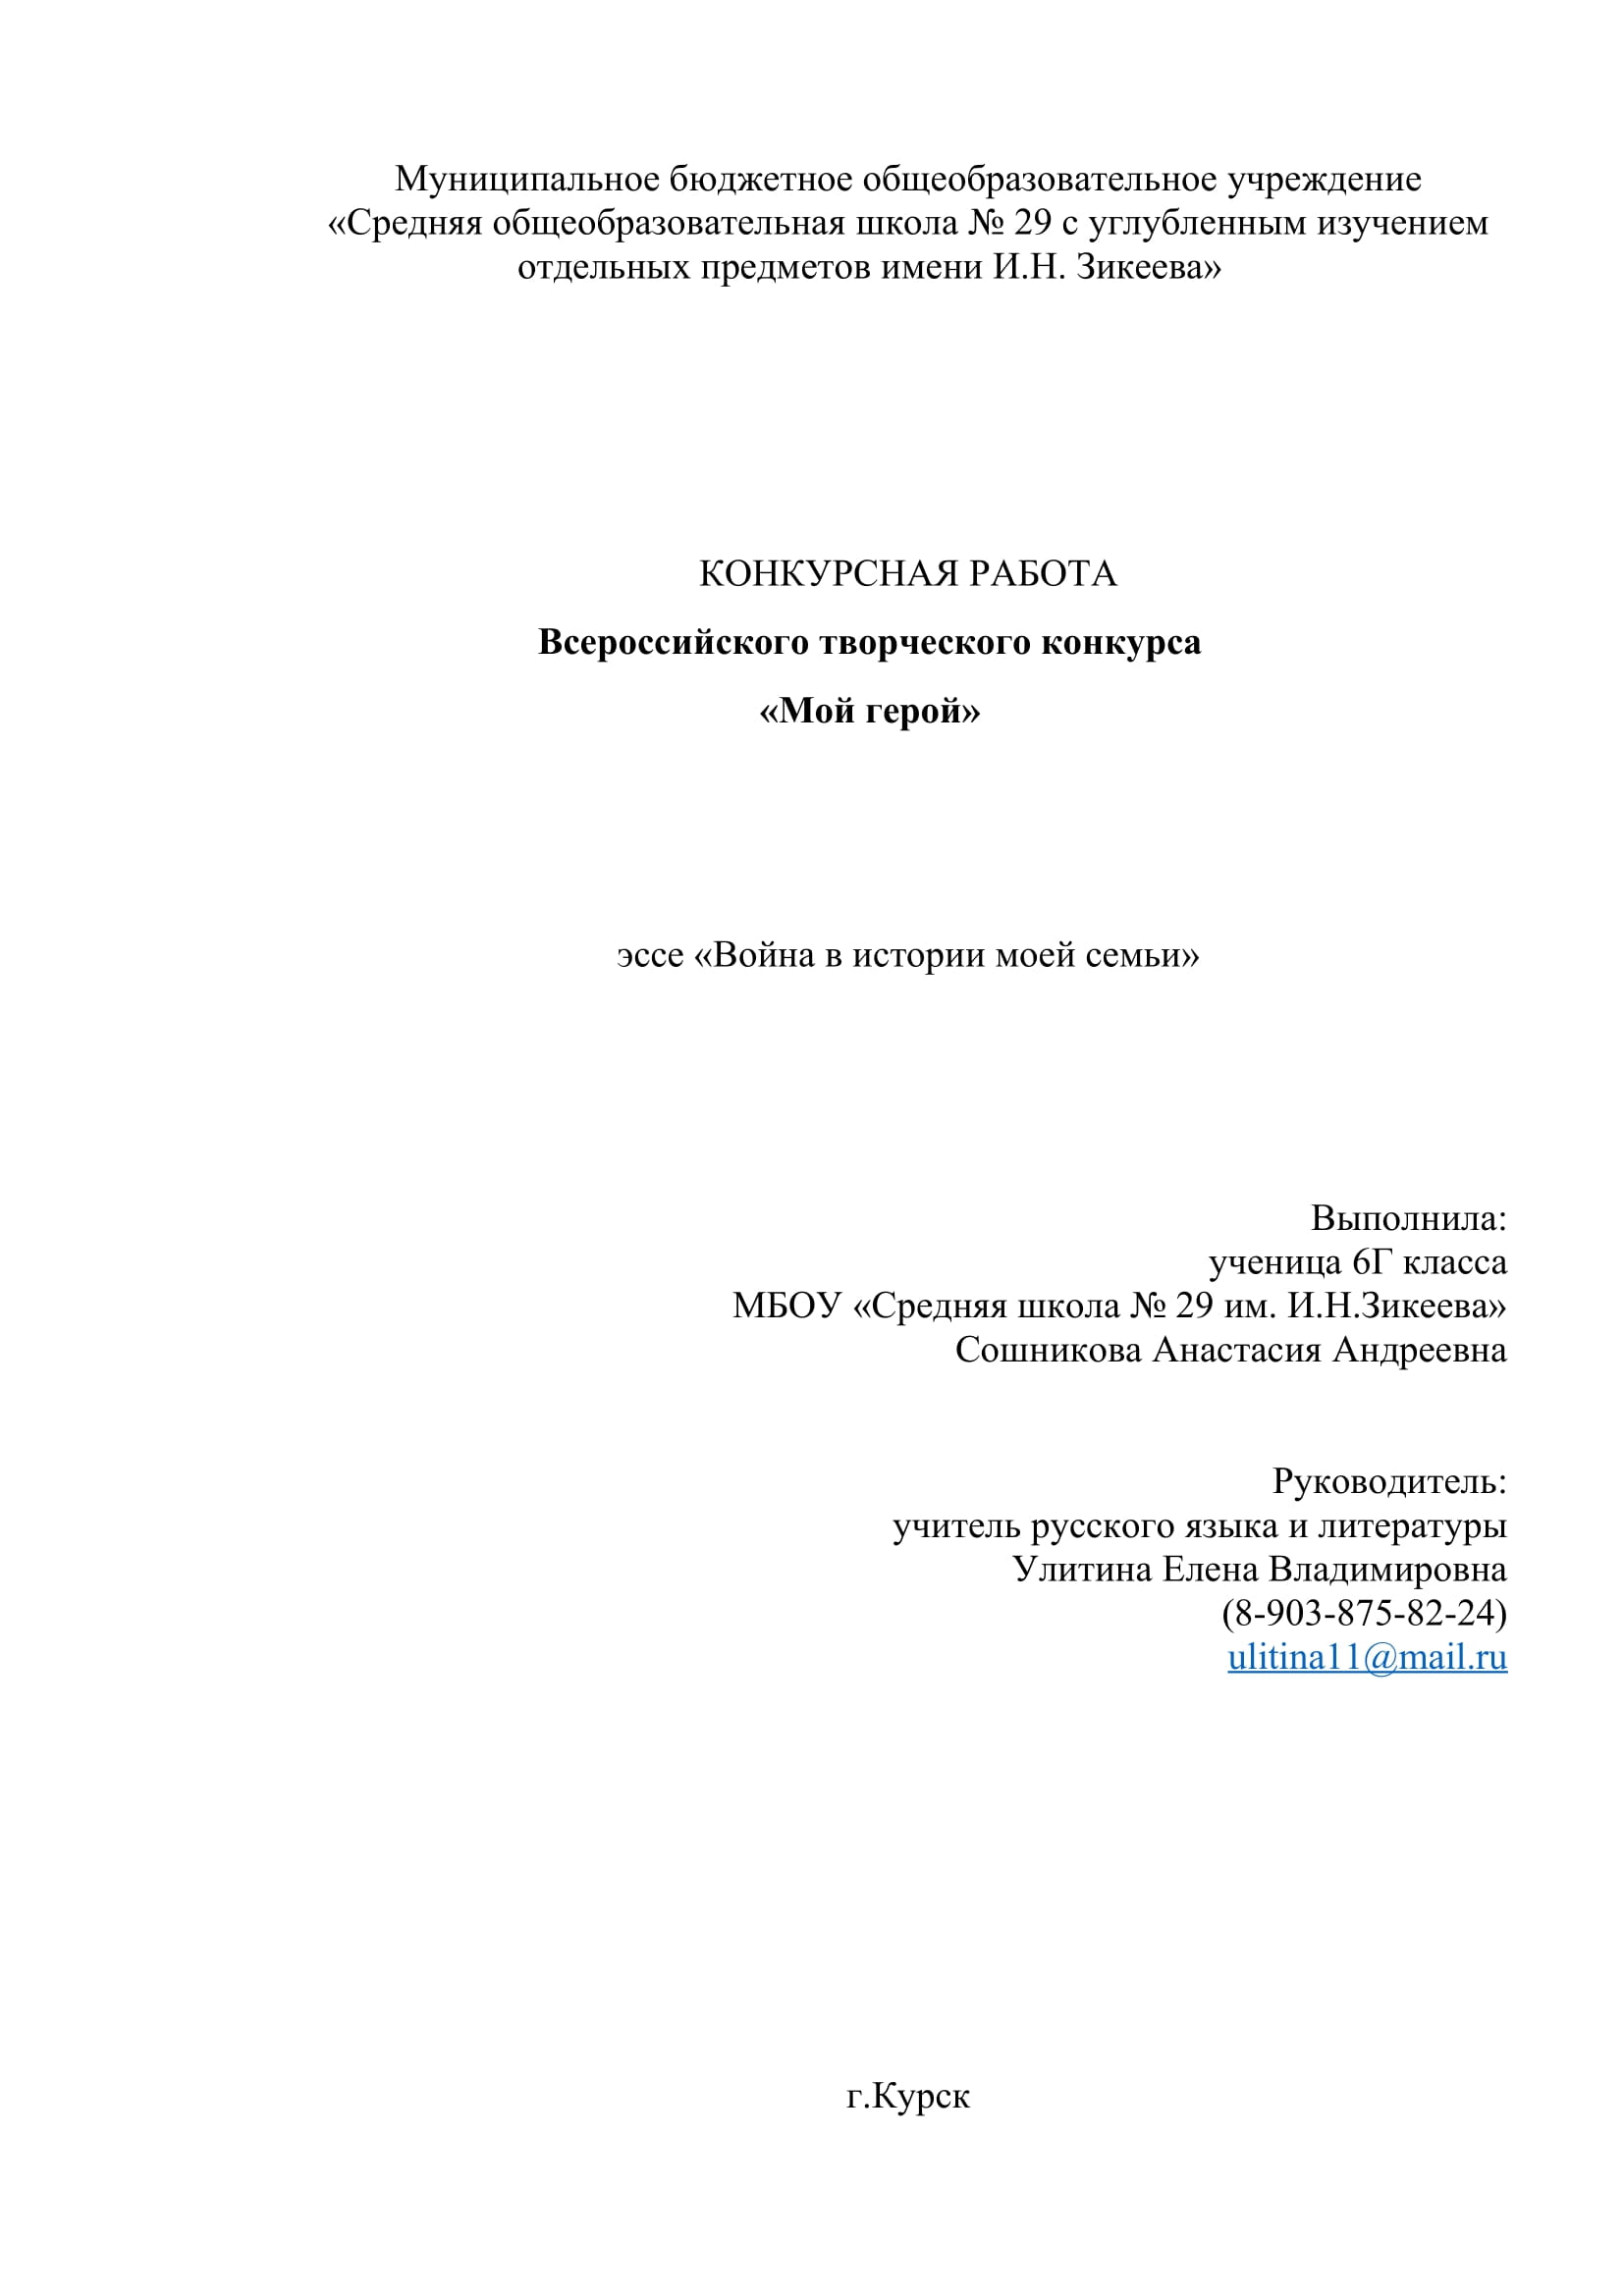 Муниципальное бюджетное общеобразовательное учреждение
«Средняя общеобразовательная школа № 29 с углубленным изучением
отдельных предметов имени И.Н. Зикеева»
КОНКУРСНАЯ РАБОТА
Всероссийского творческого конкурса
«Мой герой»
эссе «Война в истории моей семьи»
Выполнила:
ученица 6Г класса
МБОУ «Средняя школа № 29 им. И.Н.Зикеева»
Сошникова Анастасия Андреевна
Руководитель:
учитель русского языка и литературы
Улитина Елена Владимировна
(8-903-875-82-24)
ulitina11@mail.ru
г.Курск